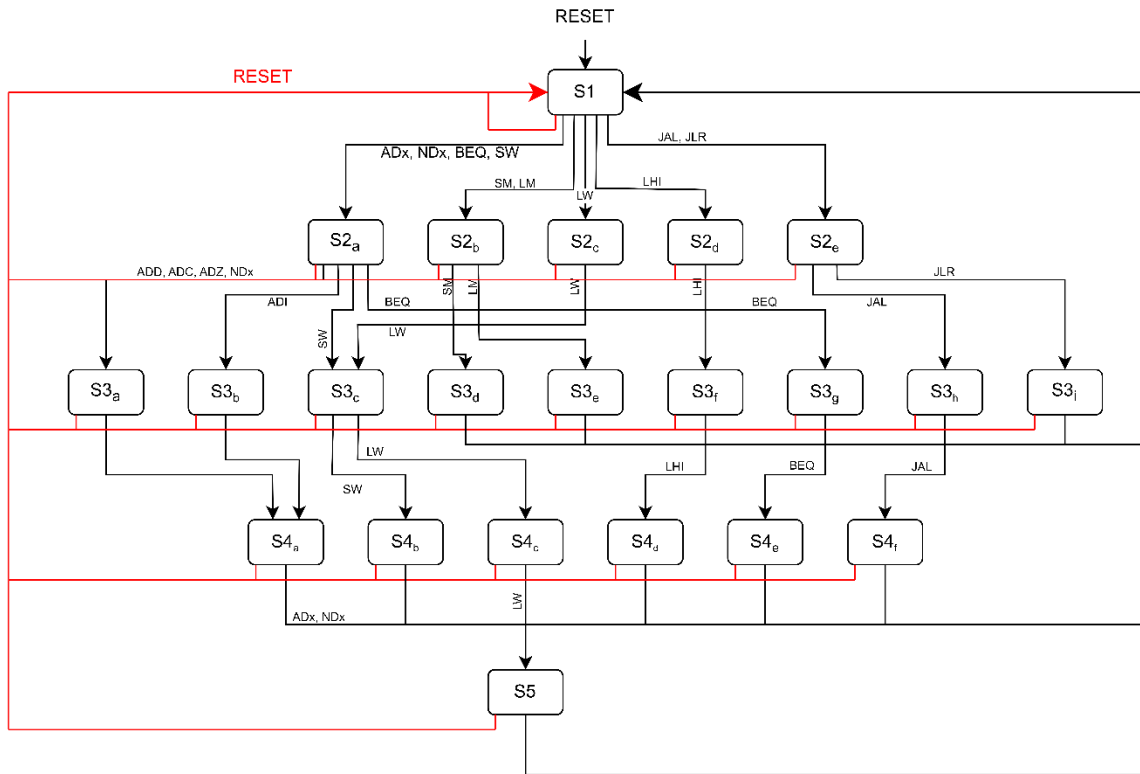 RESET
RESET
S1
ADx, NDx, BEQ, SW
SM, LM
LW
LHI
JAL, JLR
S2a
S2b
S2c
S2d
S2e
ADD, ADC, ADZ, NDx
ADI
SW
BEQ
SM
LM
LW
LW
LHI
BEQ
JAL
JLR
S3a
S3b
S3c
S3d
S3e
S3f
S3g
S3h
S3i
SW
LW
LHI
BEQ
JAL
S4a
S4b
S4c
S4d
S4e
S4f
ADx, NDx
LW
S5